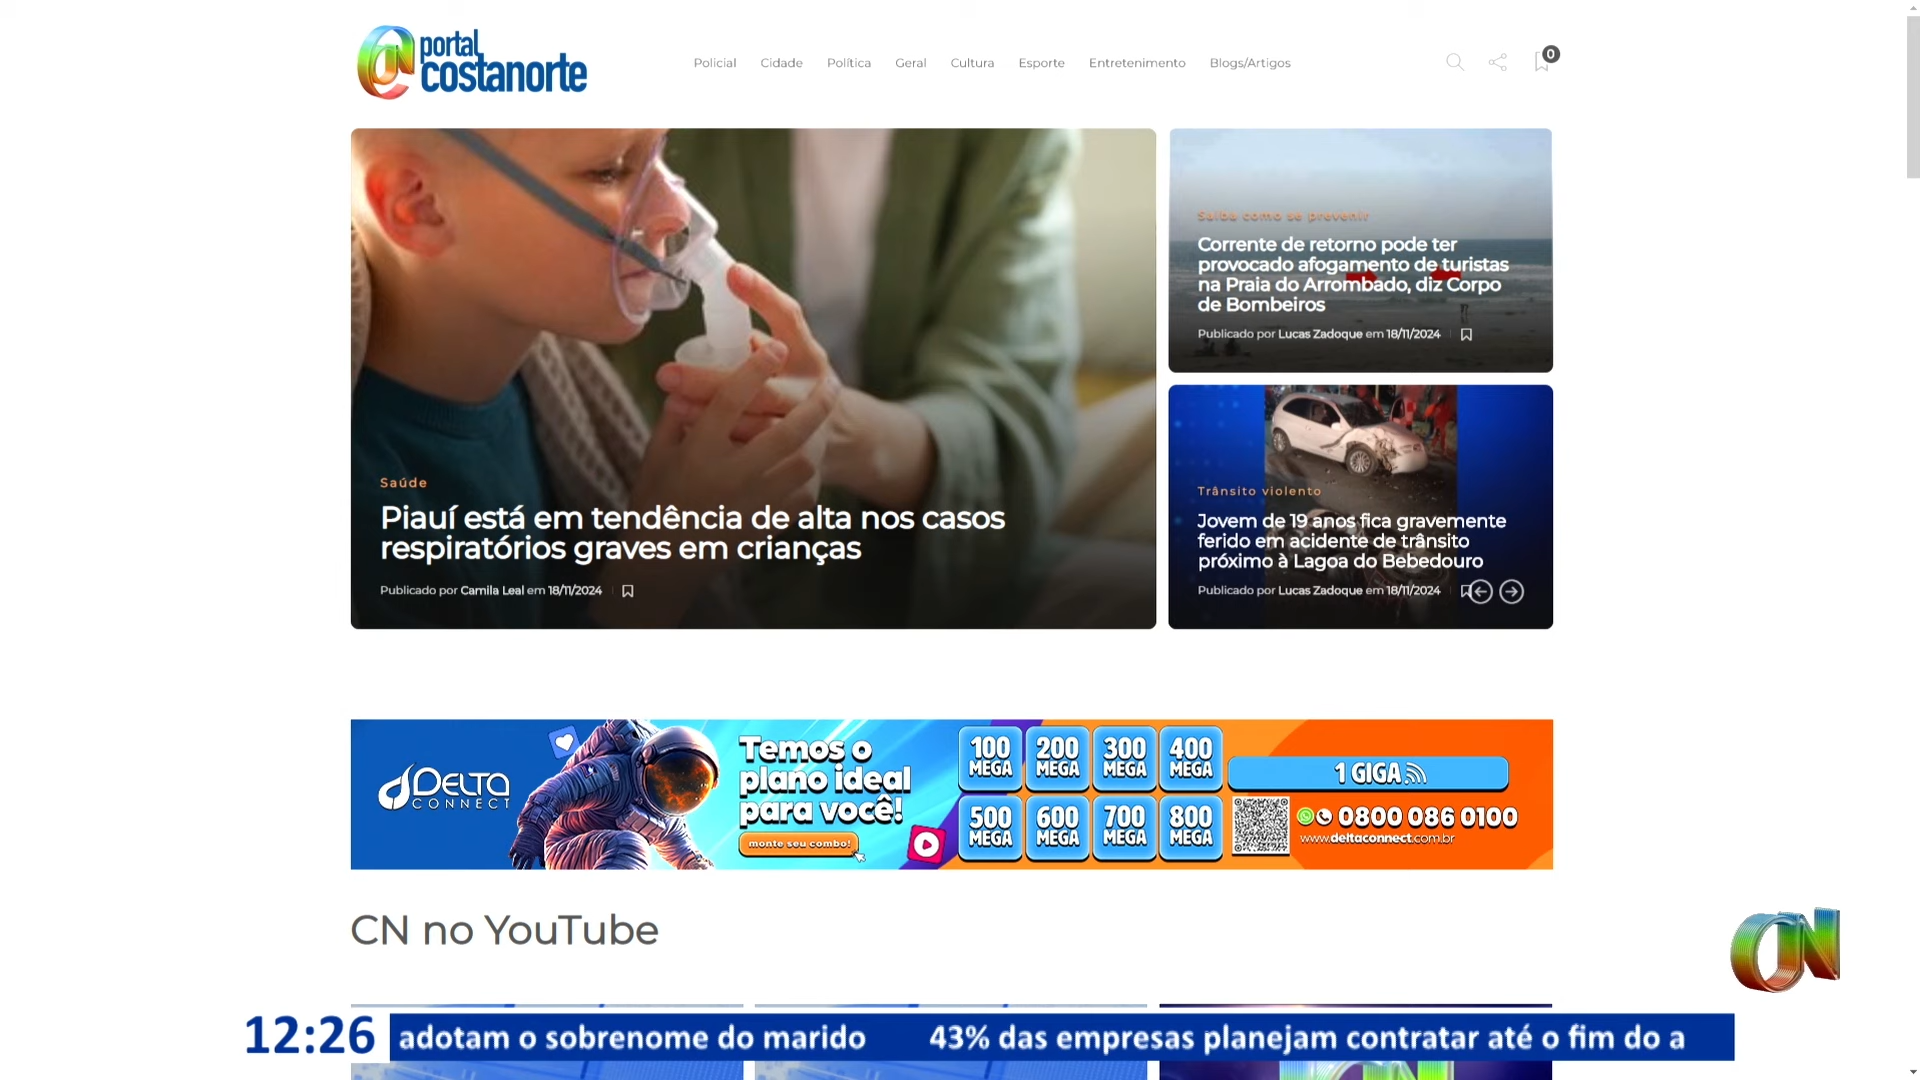 portal
costanorte
Policial Cidade Política Geral Cultura Esporte Entretenimento Blogs/Artigos
0
Saúde
Piauí está em tendência de alta nos casos
respiratórios graves em crianças
Publicado por Camila Leal em 18/11/2024
Saiba como se prevenir
Corrente de retorno pode ter
provocado afogamento de turistas
na Praia do Arrombado, diz Corpo
de Bombeiros
Publicado por Lucas Zadoque em 18/11/2024
Trânsito violento
Jovem de 19 anos fica gravemente
ferido em acidente de trânsito
próximo à Lagoa do Bebedouro
Publicado por Lucas Zadoque em 18/11/2024
DELTA
CONNECT
Temos o
plano ideal
para você!
monte seu combo!
100 MEGA
200 MEGA
300 MEGA
400 MEGA
500 MEGA
600 MEGA
700 MEGA
800 MEGA
1 GIGA
0800 086 0100
www.deltaconnect.com.br
CN no YouTube
CN
12:26 adotam o sobrenome do marido 43% das empresas planejam contratar até o fim do a